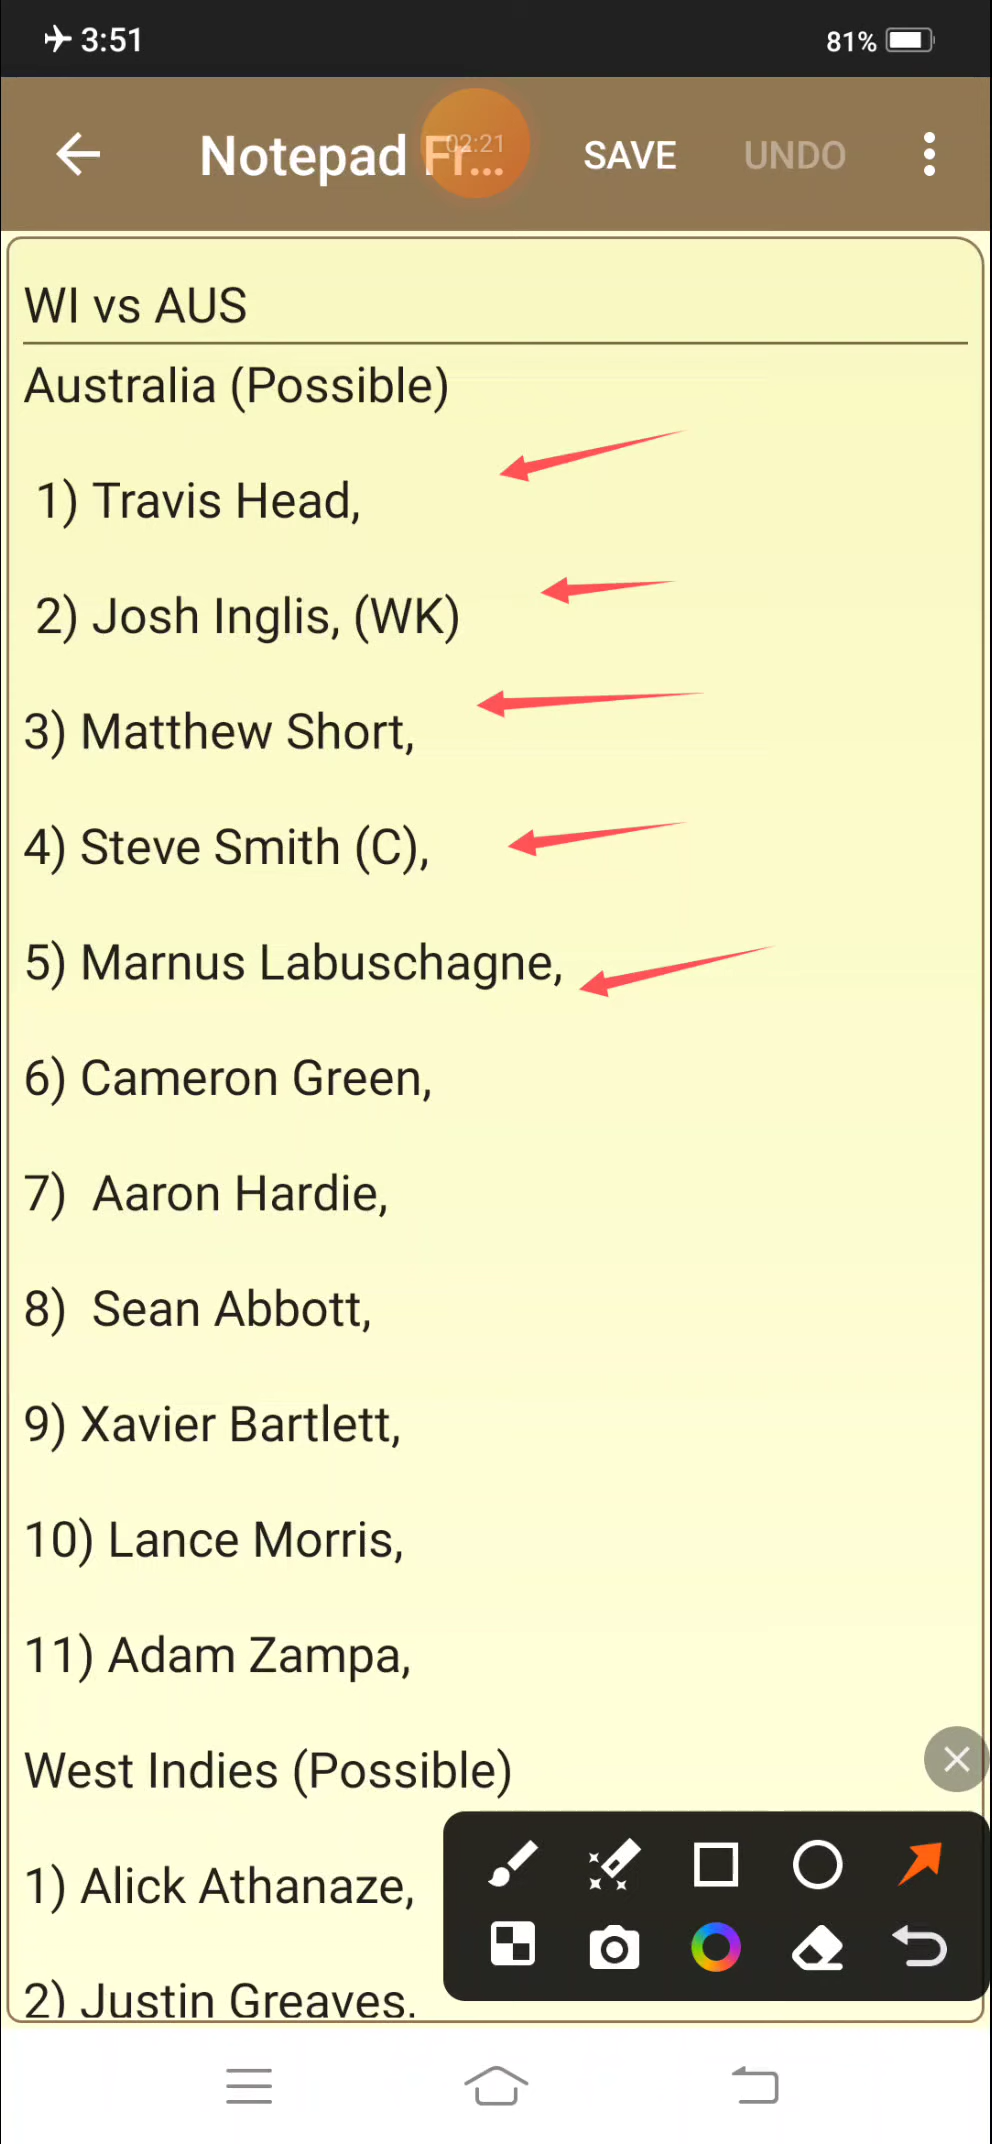 3:51
81%
Notepad Fr...
02:21
SAVE
UNDO
WI vs AUS
Australia (Possible)
1) Travis Head,
2) Josh Inglis, (WK)
3) Matthew Short,
4) Steve Smith (C),
5) Marnus Labuschagne,
6) Cameron Green,
7)  Aaron Hardie,
8)  Sean Abbott,
9) Xavier Bartlett,
10) Lance Morris,
11) Adam Zampa,
West Indies (Possible)
1) Alick Athanaze,
2) Justin Greaves.